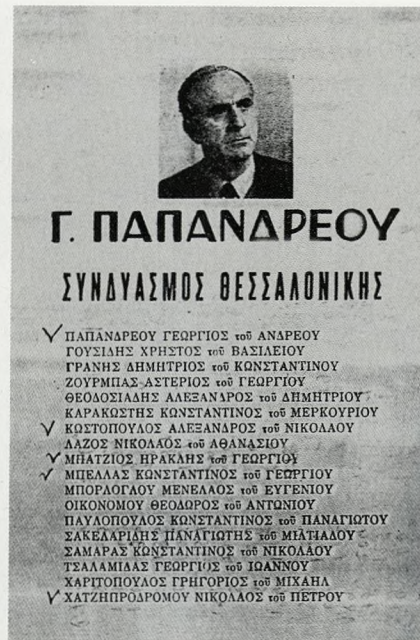 Γ. ΠΑΠΑΝΔΡΕΟΥ
ΣΥΝΔΥΑΣΜΟΣ ΘΕΣΣΑΛΟΝΙΚΗΣ
ΠΑΠΑΝΔΡΕΟΥ ΓΕΩΡΓΙΟΣ τοῦ ΑΝΔΡΕΟΥ
ΓΟΥΣΙΔΗΣ ΧΡΗΣΤΟΣ τοῦ ΒΑΣΙΛΕΙΟΥ
ΓΡΑΝΗΣ ΔΗΜΗΤΡΙΟΣ τοῦ ΚΩΝΣΤΑΝΤΙΝΟΥ
ΖΟΥΡΜΠΑΣ ΑΣΤΕΡΙΟΣ τοῦ ΓΕΩΡΓΙΟΥ
ΘΕΟΔΟΣΙΑΔΗΣ ΑΛΕΞΑΝΔΡΟΣ τοῦ ΔΗΜΗΤΡΙΟΥ
ΚΑΡΑΚΩΣΤΗΣ ΚΩΝΣΤΑΝΤΙΝΟΣ τοῦ ΜΕΡΚΟΥΡΙΟΥ
ΚΩΣΤΟΠΟΥΛΟΣ ΑΛΕΞΑΝΔΡΟΣ τοῦ ΝΙΚΟΛΑΟΥ
ΛΑΖΟΣ ΝΙΚΟΛΑΟΣ τοῦ ΑΘΑΝΑΣΙΟΥ
ΜΠΑΤΖΙΟΣ ΗΡΑΚΛΗΣ τοῦ ΓΕΩΡΓΙΟΥ
ΜΠΕΛΛΑΣ ΚΩΝΣΤΑΝΤΙΝΟΣ τοῦ ΓΕΩΡΓΙΟΥ
ΜΠΟΡΛΟΓΛΟΥ ΜΕΝΕΛΑΟΣ τοῦ ΕΥΓΕΝΙΟΥ
ΟΙΚΟΝΟΜΟΥ ΘΕΟΔΩΡΟΣ τοῦ ΑΝΤΩΝΙΟΥ
ΠΑΥΛΟΠΟΥΛΟΣ ΚΩΝΣΤΑΝΤΙΝΟΣ τοῦ ΠΑΝΑΓΙΩΤΟΥ
ΣΑΚΕΛΑΡΙΔΗΣ ΠΑΝΑΓΙΩΤΗΣ τοῦ ΜΙΛΤΙΑΔΟΥ
ΣΑΜΑΡΑΣ ΚΩΝΣΤΑΝΤΙΝΟΣ τοῦ ΝΙΚΟΛΑΟΥ
ΤΣΑΛΑΜΙΔΑΣ ΓΕΩΡΓΙΟΣ τοῦ ΙΩΑΝΝΟΥ
ΧΑΡΙΤΟΠΟΥΛΟΣ ΓΡΗΓΟΡΙΟΣ τοῦ ΜΙΧΑΗΛ
ΧΑΤΖΗΠΡΟΔΡΟΜΟΥ ΝΙΚΟΛΑΟΣ τοῦ ΠΕΤΡΟΥ